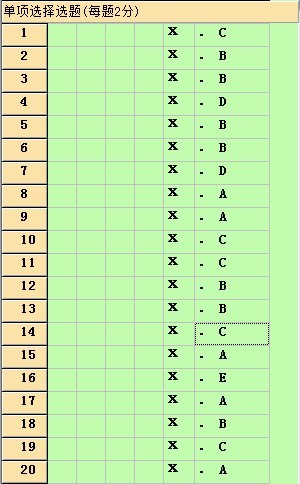 单项选择选题(每题2分)
1 X . C
2 X . B
3 X . B
4 X . D
5 X . B
6 X . B
7 X . D
8 X . A
9 X . A
10 X . C
11 X . C
12 X . B
13 X . B
14 X . C
15 X . A
16 X . E
17 X . A
18 X . B
19 X . C
20 X . A